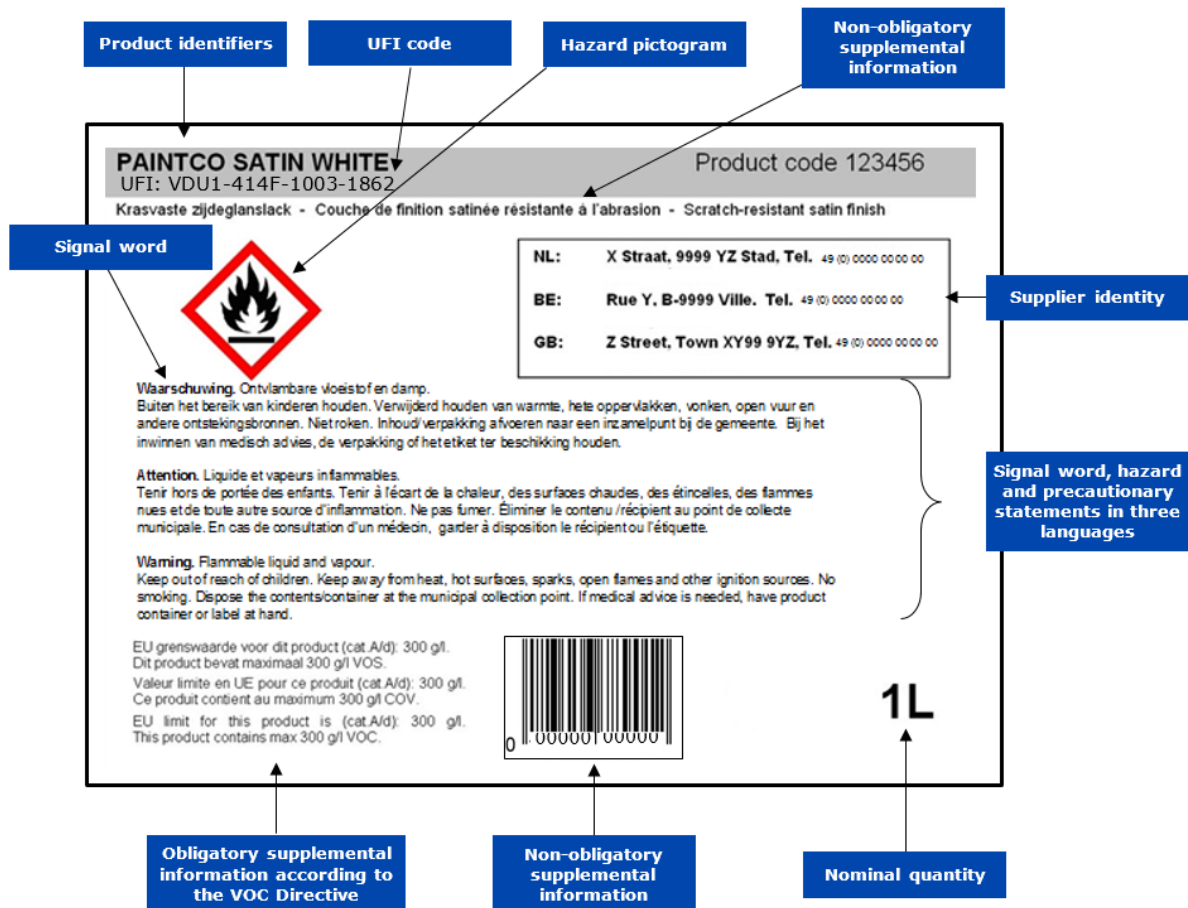 Product identifiers
UFI code
Hazard pictogram
Non-obligatory
supplemental
information
PAINTCO SATIN WHITE
Product code 123456
UFI: VDU1-414F-1003-1862
Krasvaste zijdeglanslack - Couche de finition satinée résistante á l'abrasion - Scratch-resistant satin finish
Signal word
NL: X Straat, 9999 YZ Stad, Tel. 49 (0) 0000 00 00 00
BE: Rue Y, B-9999 Ville. Tel. 49 (0) 0000 00 00 00
GB: Z Street, Town XY99 9YZ, Tel. 49 (0) 0000 00 00 00
Supplier identity
Waarschuwing. Ontvlambare vloeistof en damp.
Buiten het bereik van kinderen houden. Verwijderd houden van warmte, hete oppervlakken, vonken, open vuur en
andere ontstekingsbronnen. Niet roken. Inhoud/verpakking afvoeren naar een inzamelpunt bij de gemeente. Bij het
inwinnen van medisch advies, de verpakking of het etiket ter beschikking houden.
Attention. Liquide et vapeurs inflammables.
Tenir hors de portée des enfants. Tenir à l'écart de la chaleur, des surfaces chaudes, des étincelles, des flammes
nues et de toute autre source d'inflammation. Ne pas fumer. Éliminer le contenu /récipient au point de collecte
municipale. En cas de consultation d'un médecin, garder à disposition le récipient ou l'étiquette.
Warning. Flammable liquid and vapour.
Keep out of reach of children. Keep away from heat, hot surfaces, sparks, open flames and other ignition sources. No
smoking. Dispose the contents/container at the municipal collection point. If medical advice is needed, have product
container or label at hand.
Signal word, hazard
and precautionary
statements in three
languages
EU grenswaarde voor dit product (cat.A/d): 300 g/l.
Dit product bevat maximaal 300 g/l VOS.
Valeur limite en UE pour ce produit (cat.A/d): 300 g/l.
Ce produit contient au maximum 300 g/l COV.
EU limit for this product is (cat.A/d): 300 g/l.
This product contains max 300 g/l VOC.
0 00000 00000
1L
Obligatory supplemental
information according to
the VOC Directive
Non-obligatory
supplemental
information
Nominal quantity